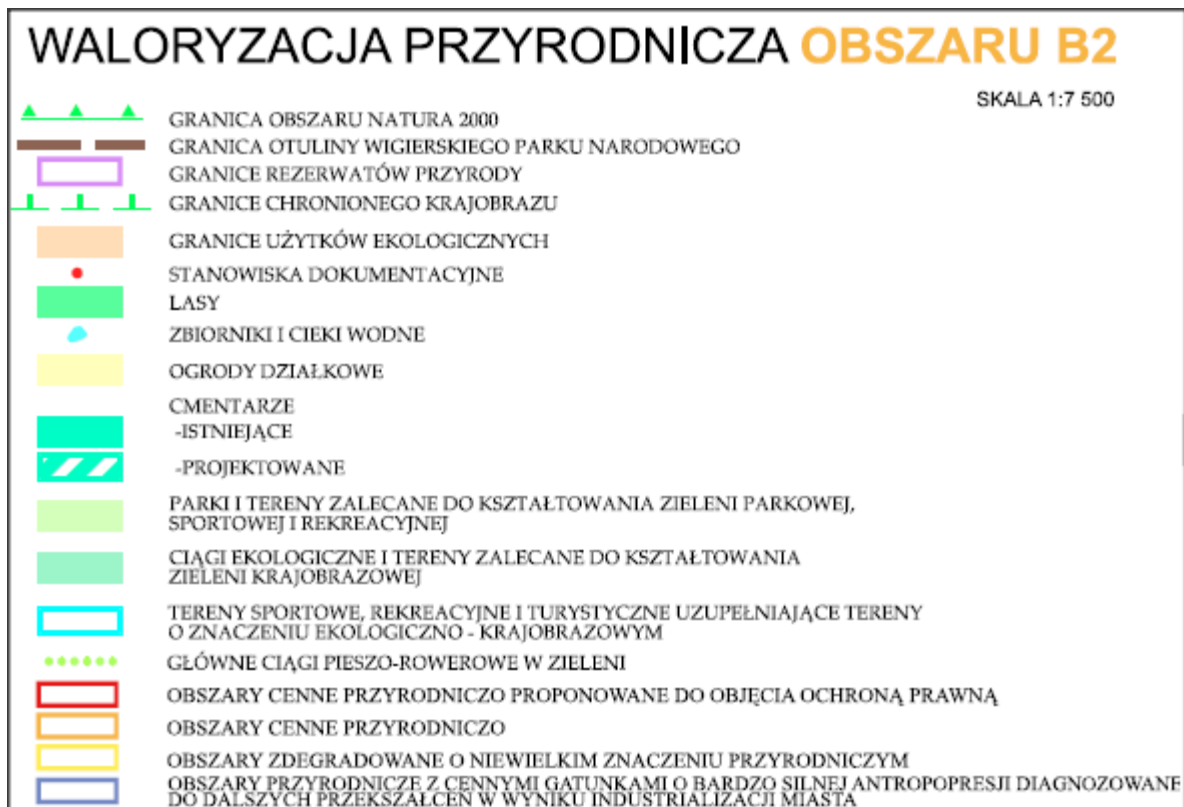 WALORYZACJA PRZYRODNICZA OBSZARU B2
SKALA 1:7 500
GRANICA OBSZARU NATURA 2000
GRANICA OTULINY WIGIERSKIEGO PARKU NARODOWEGO
GRANICE REZERWATÓW PRZYRODY
GRANICE CHRONIONEGO KRAJOBRAZU
GRANICE UŻYTKÓW EKOLOGICZNYCH
STANOWISKA DOKUMENTACYJNE
LASY
ZBIORNIKI I CIEKI WODNE
OGRODY DZIAŁKOWE
CMENTARZE
-ISTNIEJĄCE
-PROJEKTOWANE
PARKI I TERENY ZALECANE DO KSZTAŁTOWANIA ZIELENI PARKOWEJ,
SPORTOWEJ I REKREACYJNEJ
CIĄGI EKOLOGICZNE I TERENY ZALECANE DO KSZTAŁTOWANIA
ZIELENI KRAJOBRAZOWEJ
TERENY SPORTOWE, REKREACYJNE I TURYSTYCZNE UZUPEŁNIAJĄCE TERENY
O ZNACZENIU EKOLOGICZNO - KRAJOBRAZOWYM
GŁÓWNE CIĄGI PIESZO-ROWEROWE W ZIELENI
OBSZARY CENNE PRZYRODNICZO PROPONOWANE DO OBJĘCIA OCHRONĄ PRAWNĄ
OBSZARY CENNE PRZYRODNICZO
OBSZARY ZDEGRADOWANE O NIEWIELKIM ZNACZENIU PRZYRODNICZYM
OBSZARY PRZYRODNICZE Z CENNYMI GATUNKAMI O BARDZO SILNEJ ANTROPOPRESJI DIAGNOZOWANE
DO DALSZYCH PRZEKSZAŁCEŃ W WYNIKU INDUSTRIALIZACJI MIASTA